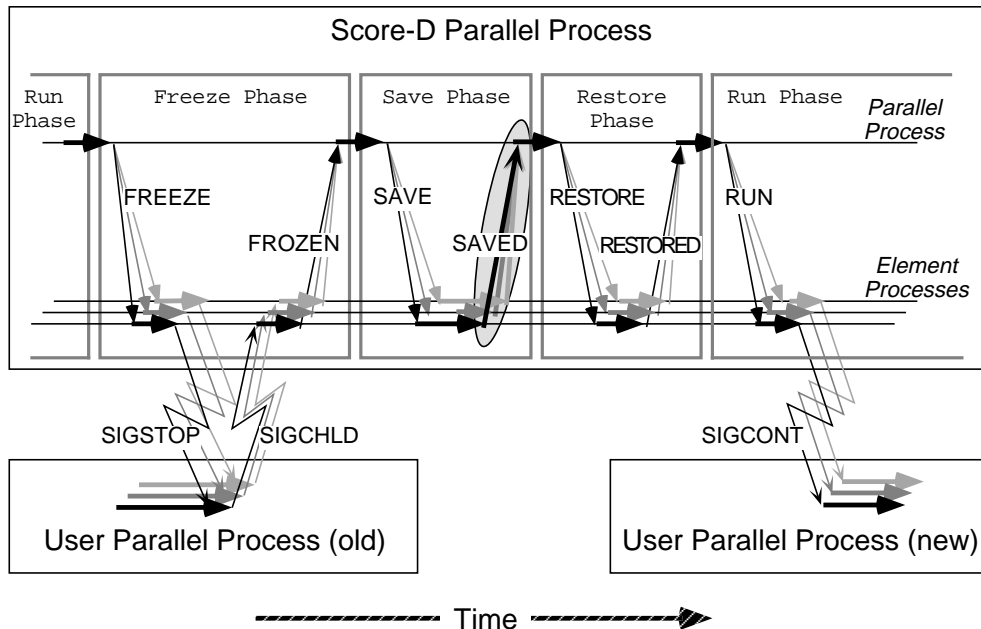 Score-D Parallel Process
Run
Phase
Freeze Phase
Save Phase
Restore
Phase
Run Phase
Parallel
Process
FREEZE
FROZEN
SAVE
SAVED
RESTORE
RESTORED
RUN
Element
Processes
SIGSTOP
SIGCHLD
SIGCONT
User Parallel Process (old)
User Parallel Process (new)
Time